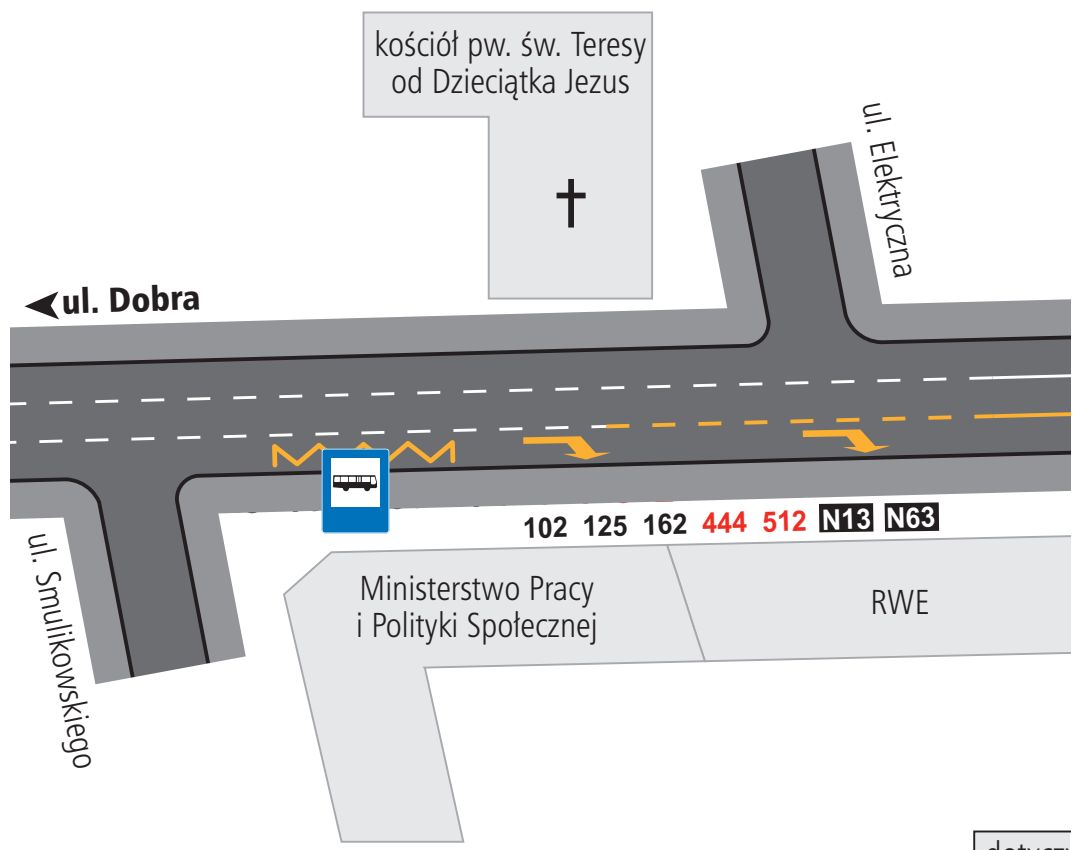 kościół pw. św. Teresy
od Dzieciątka Jezus
ul. Elektryczna
ul. Dobra
102 125 162 444 512 N13 N63
ul. Smulikowskiego
Ministerstwo Pracy
i Polityki Społecznej
RWE